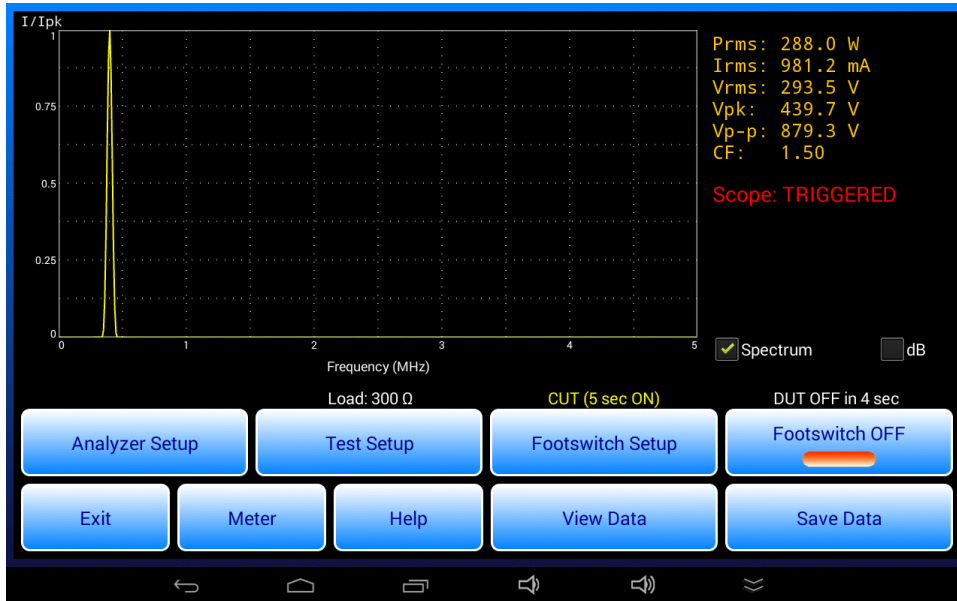 I/Ipk
1
0.75
0.5
0.25
0
0 1 2 3 4 5
Frequency (MHz)
Prms: 288.0 W
Irms: 981.2 mA
Vrms: 293.5 V
Vpk: 439.7 V
Vp-p: 879.3 V
CF: 1.50
Scope: TRIGGERED
Spectrum dB
Load: 300 Ω CUT (5 sec ON) DUT OFF in 4 sec
Analyzer Setup Test Setup Footswitch Setup Footswitch OFF
Exit Meter Help View Data Save Data